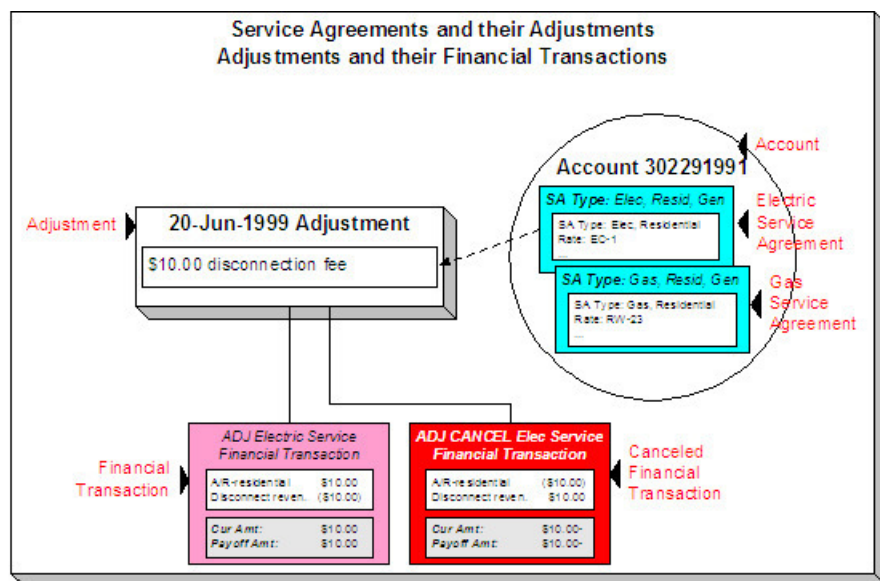 Service Agreements and their Adjustments
Adjustments and their Financial Transactions
Account
Account 302291991
SA Type: Elec, Resid, Gen
SA Type: Elec, Residential
Rate: EC-1
...
Electric
Service
Agreement
Adjustment
20-Jun-1999 Adjustment
$10.00 disconnection fee
SA Type: Gas, Resid, Gen
SA Type: Gas, Residential
Rate: RW-23
...
Gas
Service
Agreement
ADJ Electric Service
Financial Transaction
A/R-residential $10.00
Disconnect reven. ($10.00)
Cur Amt: $10.00
Payoff Amt: $10.00
Financial
Transaction
ADJ CANCEL Elec Service
Financial Transaction
A/R-residential ($10.00)
Disconnect reven. $10.00
Cur Amt: $10.00-
Payoff Amt: $10.00-
Canceled
Financial
Transaction